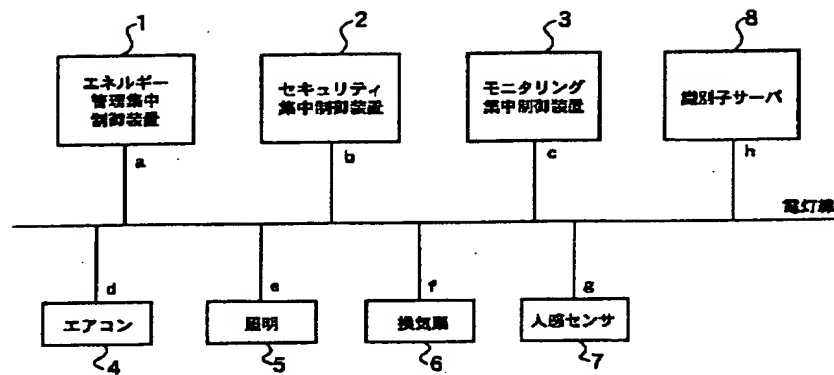 1
2
3
8
エネルギー
管理集中
制御装置
セキュリティ
集中制御装置
モニタリング
集中制御装置
識別子サーバ
a
b
c
h
電灯線
d
e
f
g
エアコン
照明
換気扇
人感センサ
4
5
6
7